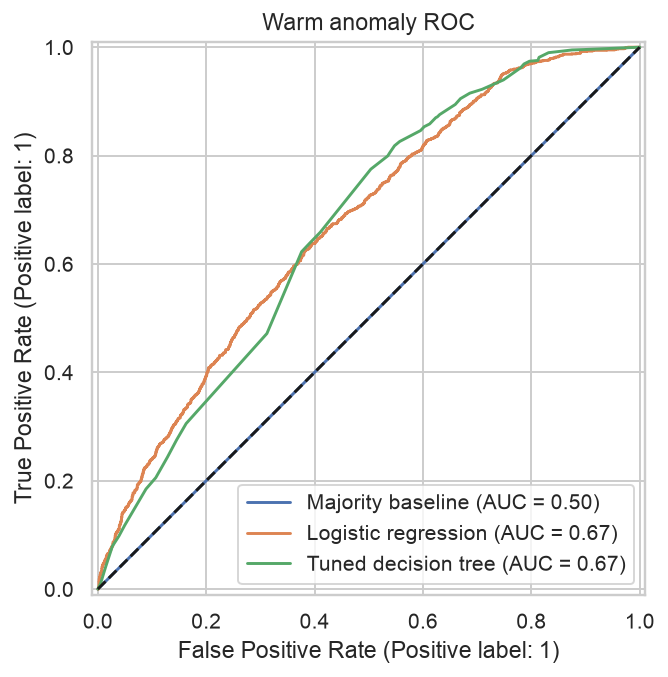 Warm anomaly ROC
True Positive Rate (Positive label: 1)
1.0
0.8
0.6
0.4
0.2
0.0
Majority baseline (AUC = 0.50)
Logistic regression (AUC = 0.67)
Tuned decision tree (AUC = 0.67)
0.0 0.2 0.4 0.6 0.8 1.0
False Positive Rate (Positive label: 1)